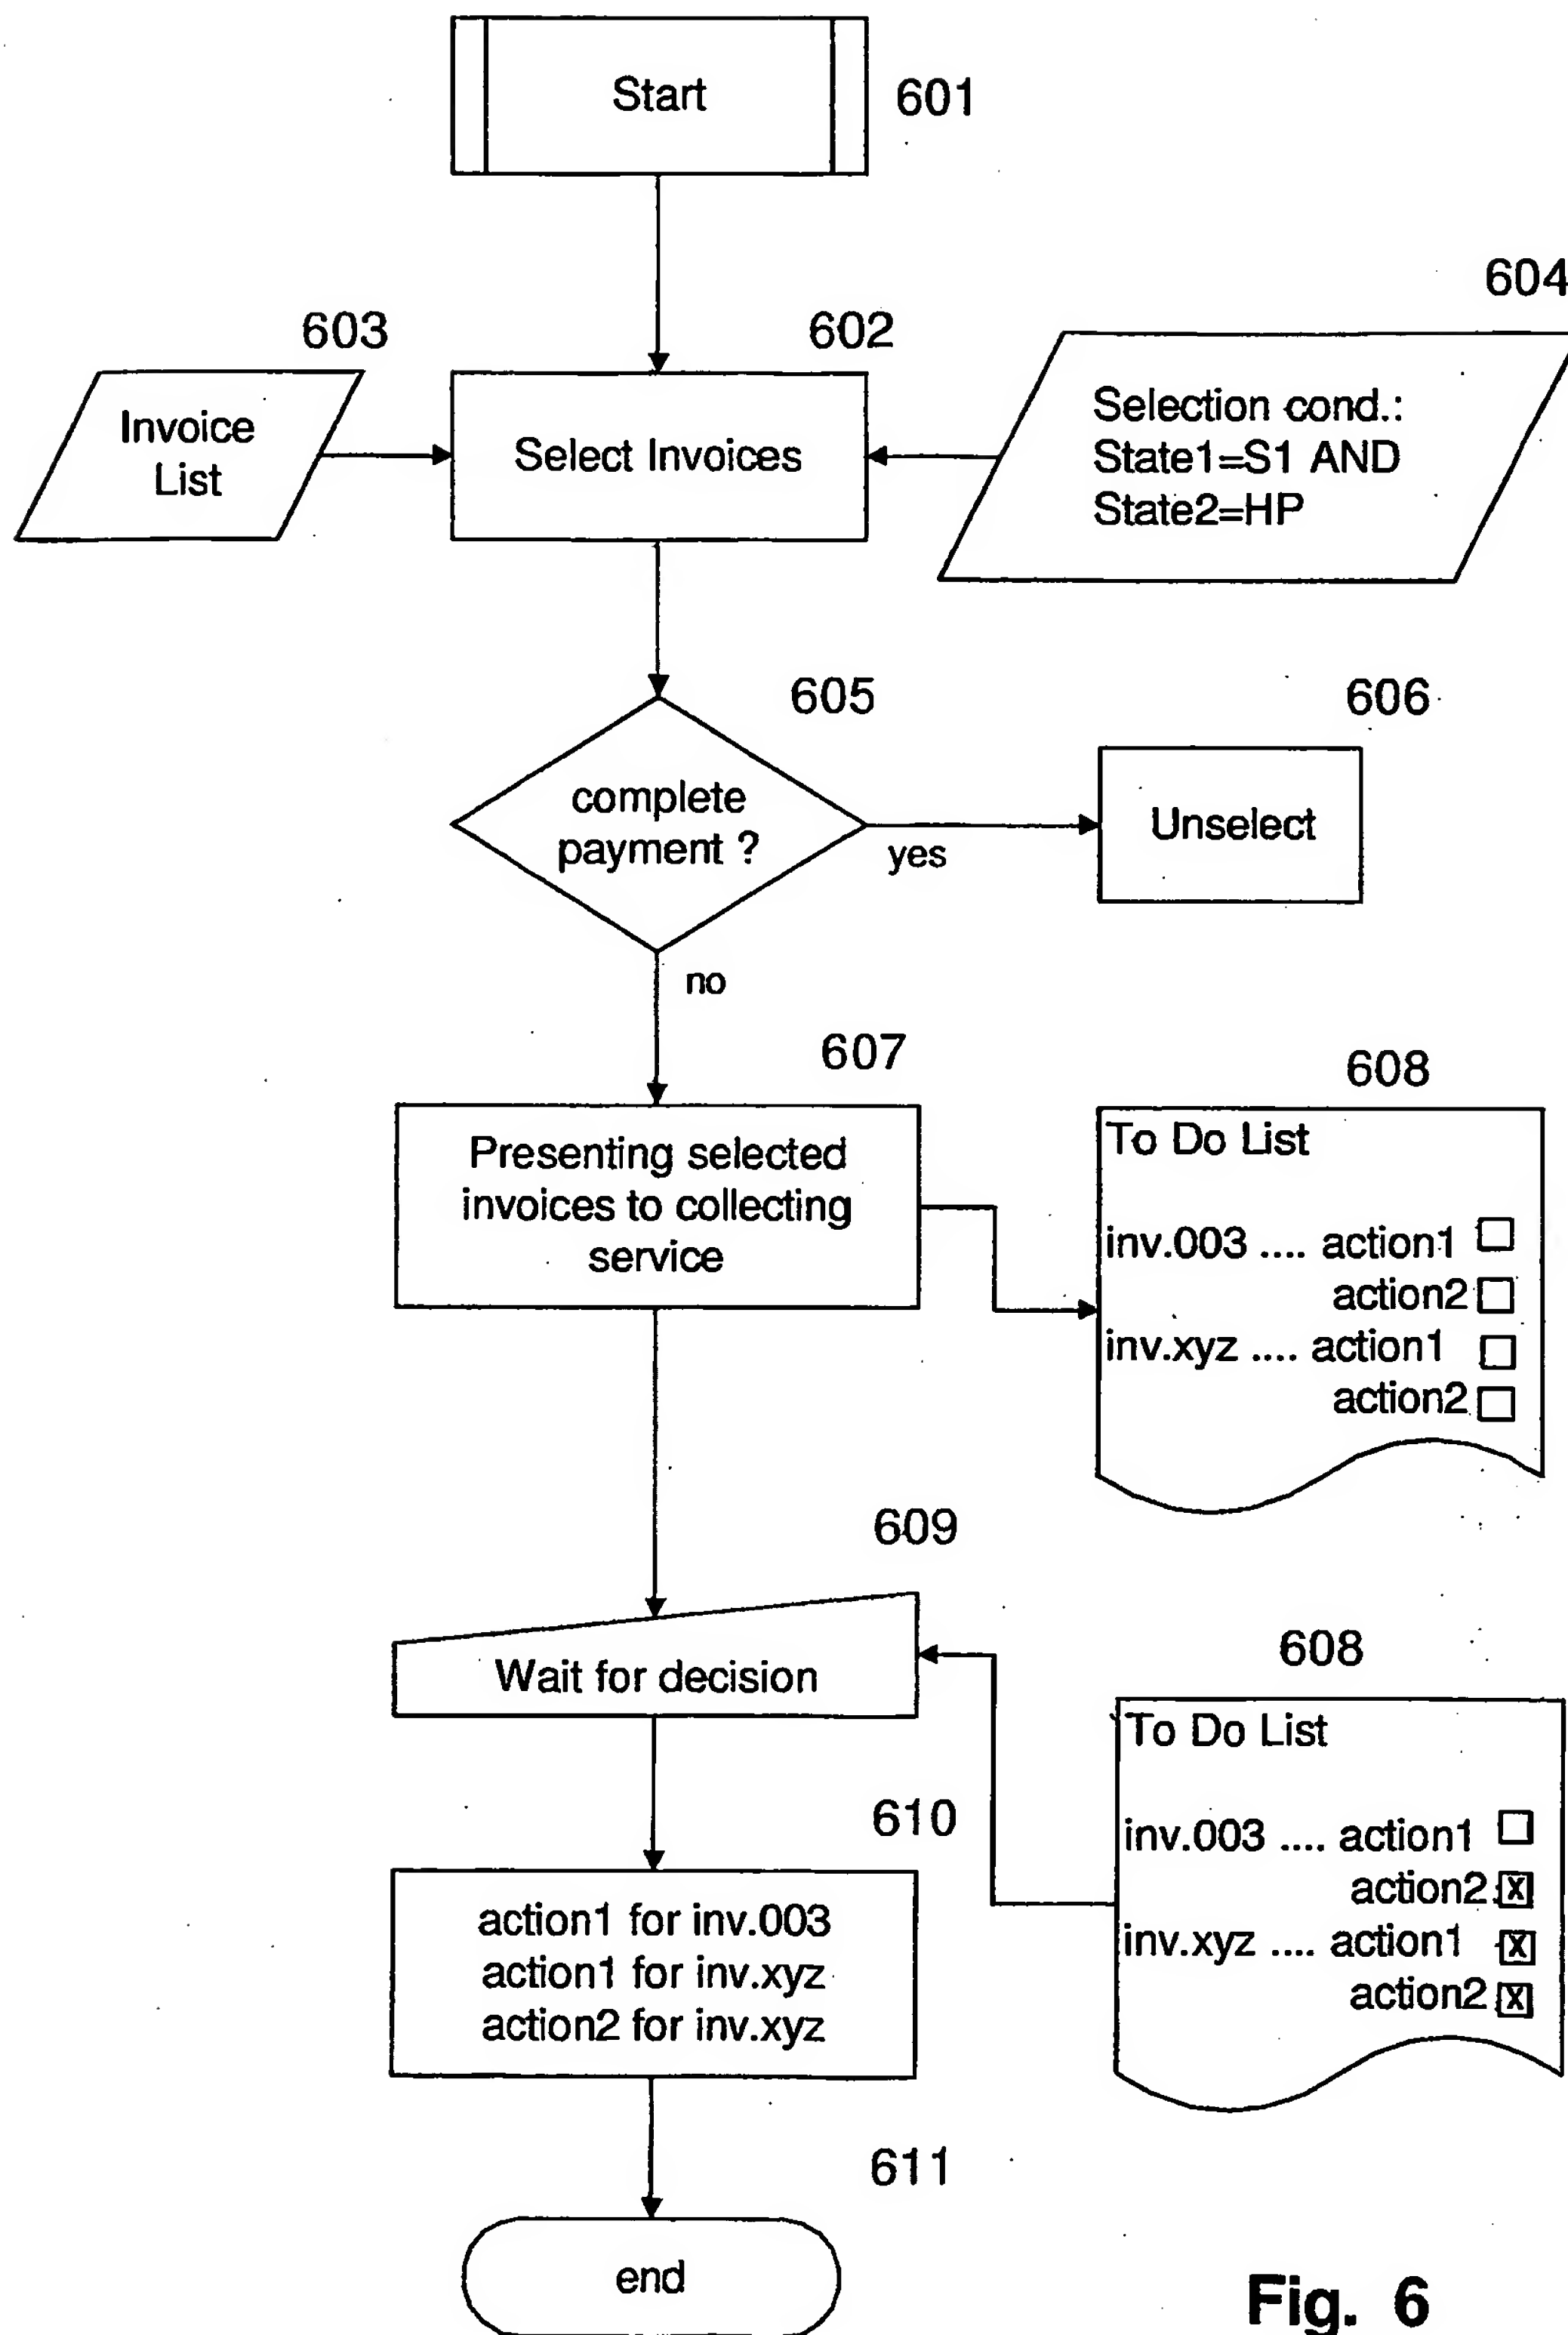 Start
601
604
603
602
Invoice
List
Select Invoices
Selection cond.:
State1=S1 AND
State2=HP
605
606
complete
payment ?
yes
Unselect
no
607
608
Presenting selected
invoices to collecting
service
To Do List
inv.003 .... action1
action2
inv.xyz .... action1
action2
609
Wait for decision
608
To Do List
inv.003 .... action1
action2 X
inv.xyz .... action1 X
action2 X
610
action1 for inv.003
action1 for inv.xyz
action2 for inv.xyz
611
end
Fig. 6